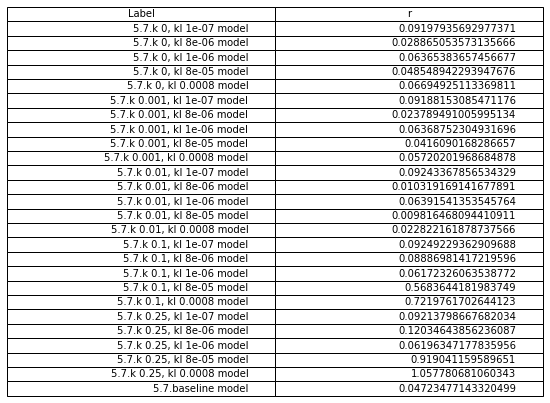 Label r
5.7.k 0, kl 1e-07 model 0.09197935692977371
5.7.k 0, kl 8e-06 model 0.028865053573135666
5.7.k 0, kl 1e-06 model 0.06365383657456677
5.7.k 0, kl 8e-05 model 0.048548942293947676
5.7.k 0, kl 0.0008 model 0.06694925113369811
5.7.k 0.001, kl 1e-07 model 0.09188153085471176
5.7.k 0.001, kl 8e-06 model 0.023789491005995134
5.7.k 0.001, kl 1e-06 model 0.06368752304931696
5.7.k 0.001, kl 8e-05 model 0.0416090168286657
5.7.k 0.001, kl 0.0008 model 0.05720201968684878
5.7.k 0.01, kl 1e-07 model 0.09243367856534329
5.7.k 0.01, kl 8e-06 model 0.010319169141677891
5.7.k 0.01, kl 1e-06 model 0.06391541353545764
5.7.k 0.01, kl 8e-05 model 0.009816468094410911
5.7.k 0.01, kl 0.0008 model 0.022822161878737566
5.7.k 0.1, kl 1e-07 model 0.09249229362909688
5.7.k 0.1, kl 8e-06 model 0.08886981417219596
5.7.k 0.1, kl 1e-06 model 0.06172326063538772
5.7.k 0.1, kl 8e-05 model 0.5683644181983749
5.7.k 0.1, kl 0.0008 model 0.7219761702644123
5.7.k 0.25, kl 1e-07 model 0.09213798667682034
5.7.k 0.25, kl 8e-06 model 0.12034643856236087
5.7.k 0.25, kl 1e-06 model 0.06196347177835956
5.7.k 0.25, kl 8e-05 model 0.919041159589651
5.7.k 0.25, kl 0.0008 model 1.057780681060343
5.7.baseline model 0.04723477143320499